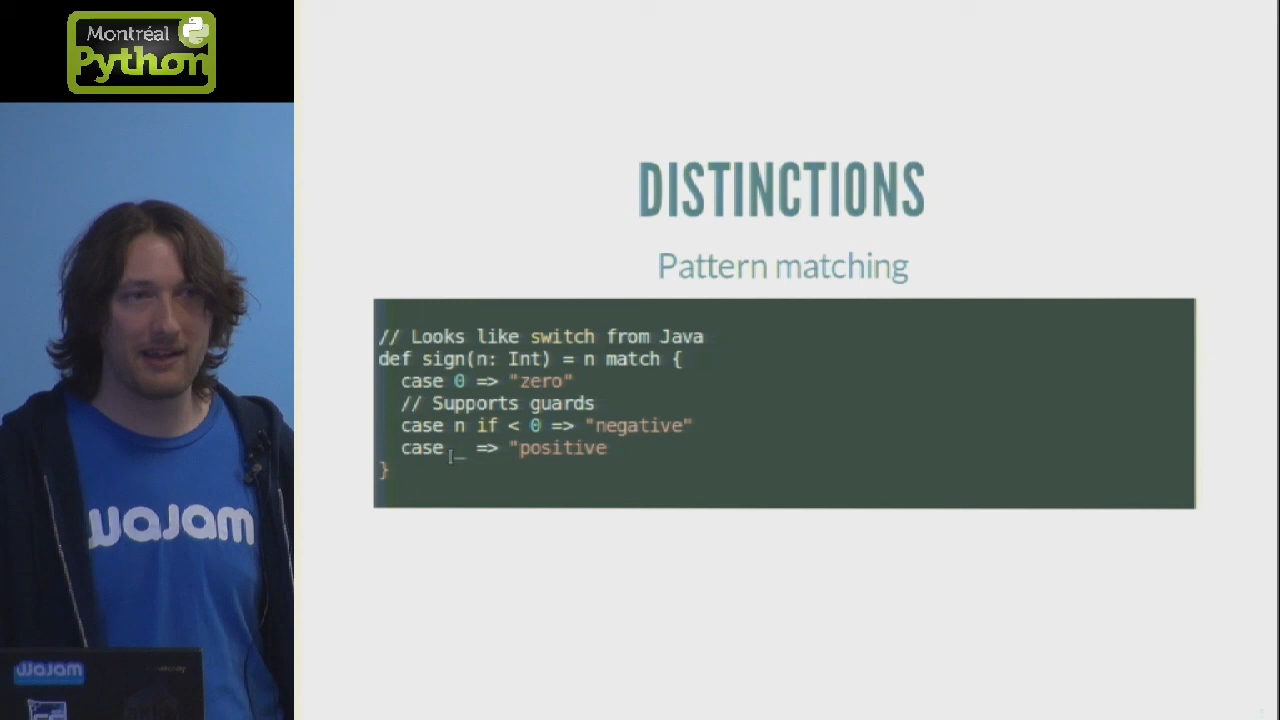 Montréal
Python
DISTINCTIONS
Pattern matching
// Looks like switch from Java
def sign(n: Int) = n match {
  case 0 => "zero"
  // Supports guards
  case n if < 0 => "negative"
  case _ => "positive
}
wajam
wajam